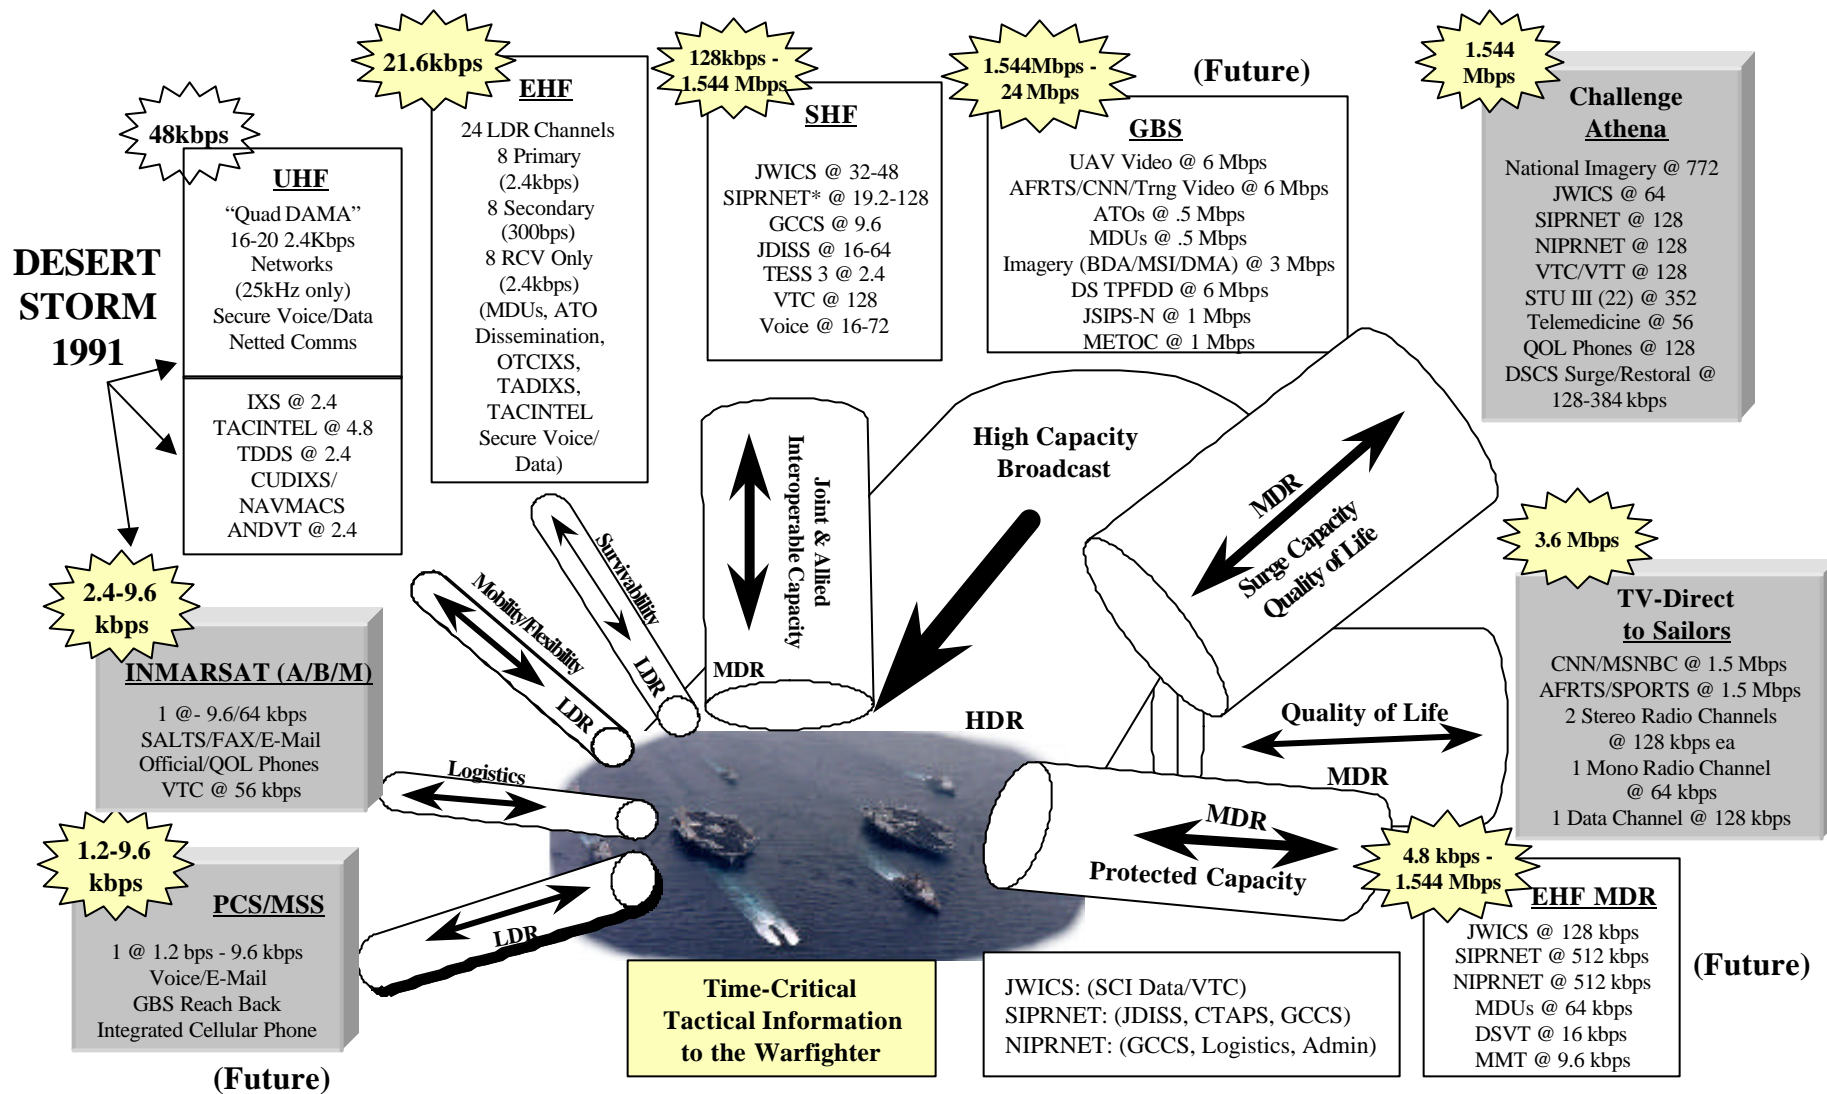 48kbps
UHF
“Quad DAMA”
16-20 2.4Kbps
Networks
(25kHz only)
Secure Voice/Data
Netted Comms
IXS @ 2.4
TACINTEL @ 4.8
TDDS @ 2.4
CUDIXS/
NAVMACS
ANDVT @ 2.4
DESERT
STORM
1991
21.6kbps
EHF
24 LDR Channels
8 Primary
(2.4kbps)
8 Secondary
(300bps)
8 RCV Only
(2.4kbps)
(MDUs, ATO
Dissemination,
OTCIXS,
TADIXS,
TACINTEL
Secure Voice/
Data)
128kbps -
1.544 Mbps
SHF
JWICS @ 32-48
SIPRNET* @ 19.2-128
GCCS @ 9.6
JDISS @ 16-64
TESS 3 @ 2.4
VTC @ 128
Voice @ 16-72
1.544Mbps -
24 Mbps
(Future)
GBS
UAV Video @ 6 Mbps
AFRTS/CNN/Trng Video @ 6 Mbps
ATOs @ .5 Mbps
MDUs @ .5 Mbps
Imagery (BDA/MSI/DMA) @ 3 Mbps
DS TPFDD @ 6 Mbps
JSIPS-N @ 1 Mbps
METOC @ 1 Mbps
1.544
Mbps
Challenge
Athena
National Imagery @ 772
JWICS @ 64
SIPRNET @ 128
NIPRNET @ 128
VTC/VTT @ 128
STU III (22) @ 352
Telemedicine @ 56
QOL Phones @ 128
DSCS Surge/Restoral @
128-384 kbps
Mobility/Flexibility
LDR
Survivablility
LDR
Joint & Allied
Interoperable Capacity
MDR
High Capacity
Broadcast
HDR
MDR
Surge Capacity
Quality of Life
Quality of Life
MDR
3.6 Mbps
TV-Direct
to Sailors
CNN/MSNBC @ 1.5 Mbps
AFRTS/SPORTS @ 1.5 Mbps
2 Stereo Radio Channels
@ 128 kbps ea
1 Mono Radio Channel
@ 64 kbps
1 Data Channel @ 128 kbps
2.4-9.6
kbps
INMARSAT (A/B/M)
1 @- 9.6/64 kbps
SALTS/FAX/E-Mail
Official/QOL Phones
VTC @ 56 kbps
Logistics
1.2-9.6
kbps
PCS/MSS
1 @ 1.2 bps - 9.6 kbps
Voice/E-Mail
GBS Reach Back
Integrated Cellular Phone
(Future)
LDR
MDR
Protected Capacity
4.8 kbps -
1.544 Mbps
EHF MDR
JWICS @ 128 kbps
SIPRNET @ 512 kbps
NIPRNET @ 512 kbps
MDUs @ 64 kbps
DSVT @ 16 kbps
MMT @ 9.6 kbps
(Future)
Time-Critical
Tactical Information
to the Warfighter
JWICS: (SCI Data/VTC)
SIPRNET: (JDISS, CTAPS, GCCS)
NIPRNET: (GCCS, Logistics, Admin)